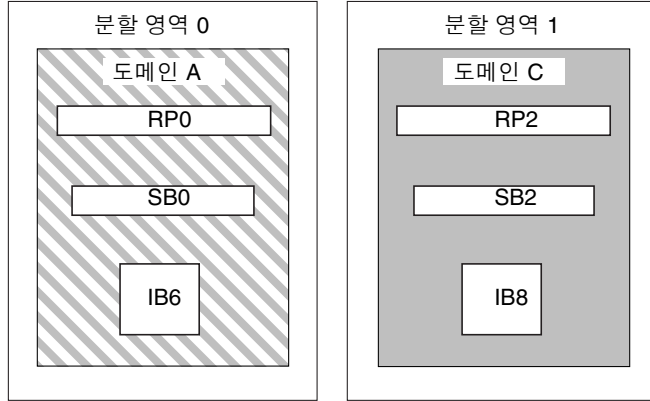 분할 영역 0
도메인 A
RP0
SB0
IB6
분할 영역 1
도메인 C
RP2
SB2
IB8